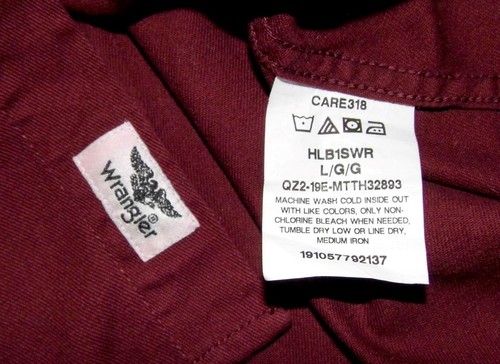 Wrangler®
CARE318
HLB1SWR
L/G/G
QZ2-19E-MTTH32893
MACHINE WASH COLD INSIDE OUT
WITH LIKE COLORS, ONLY NON-
CHLORINE BLEACH WHEN NEEDED,
TUMBLE DRY LOW OR LINE DRY,
MEDIUM IRON
191057792137